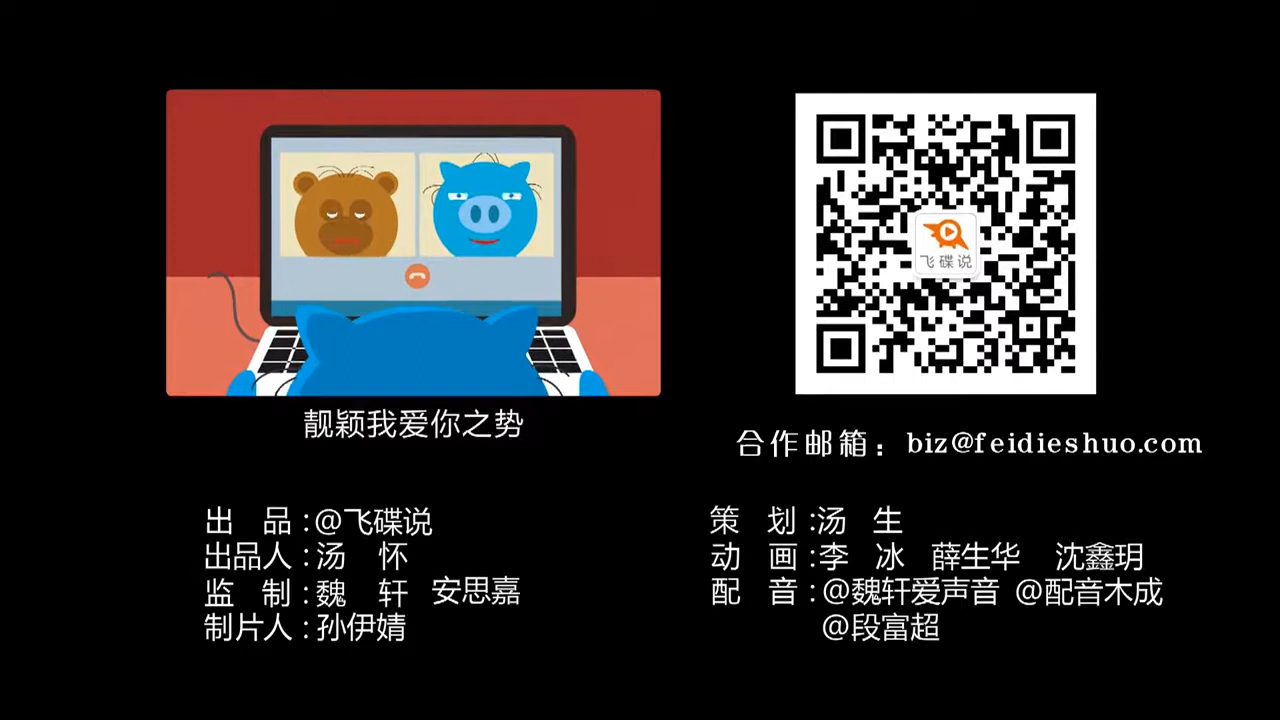 飞碟说
靓颖我爱你之势
合作邮箱：biz@feidieshuo.com
出 品：@飞碟说
出品人：汤 怀
监 制：魏 轩 安思嘉
制片人：孙伊婧
策 划：汤 生
动 画：李 冰 薛生华 沈鑫玥
配 音：@魏轩爱声音 @配音木成
@段富超